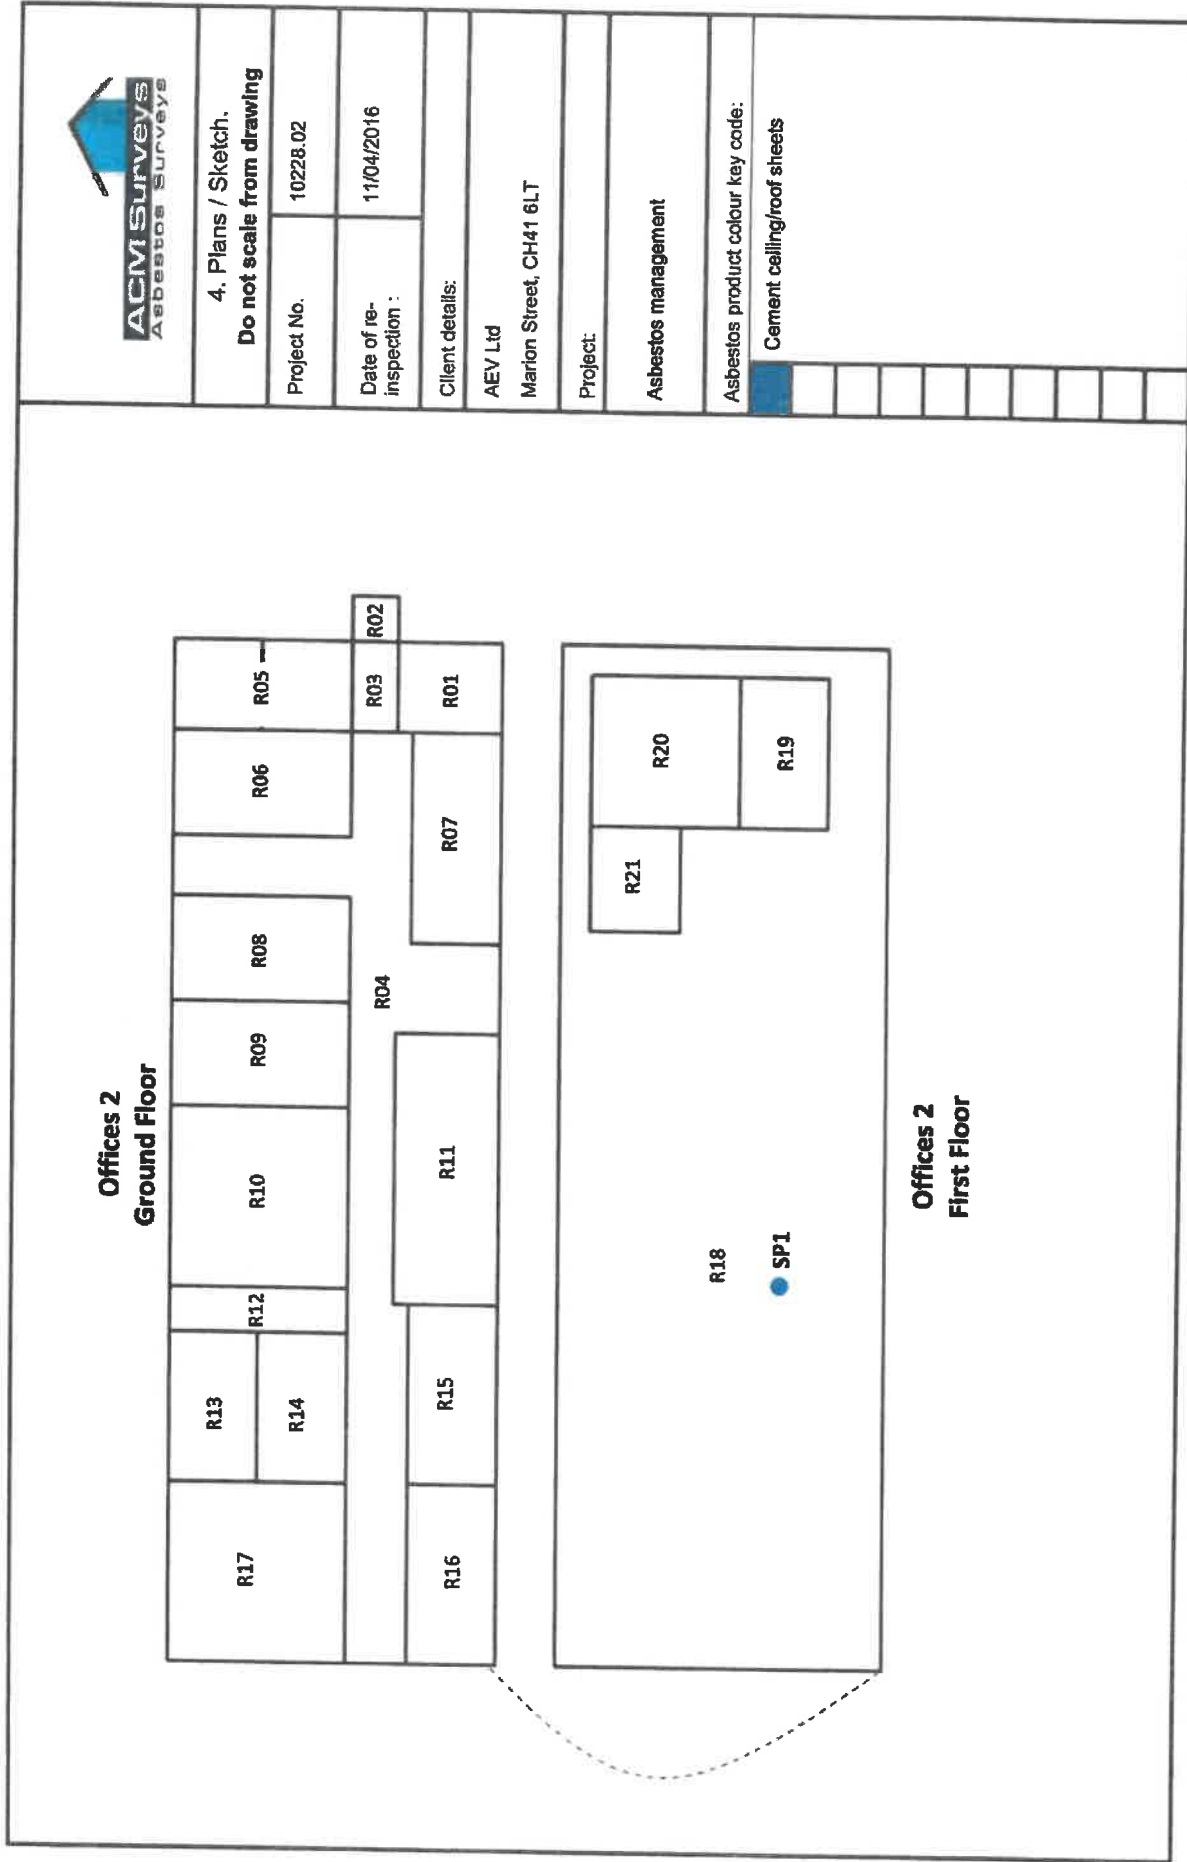 ACM Surveys
Asbestos Surveys
4. Plans / Sketch.
Do not scale from drawing
Project No.
10228.02
Date of re-
inspection :
11/04/2016
Client details:
AEV Ltd
Marion Street, CH41 6LT
Project:
Asbestos management
Asbestos product colour key code:
Cement ceiling/roof sheets
Offices 2
Ground Floor
R17
R13
R14
R12
R10
R09
R08
R06
R05
R04
R03
R02
R16
R15
R11
R07
R01
R18
SP1
R21
R20
R19
Offices 2
First Floor